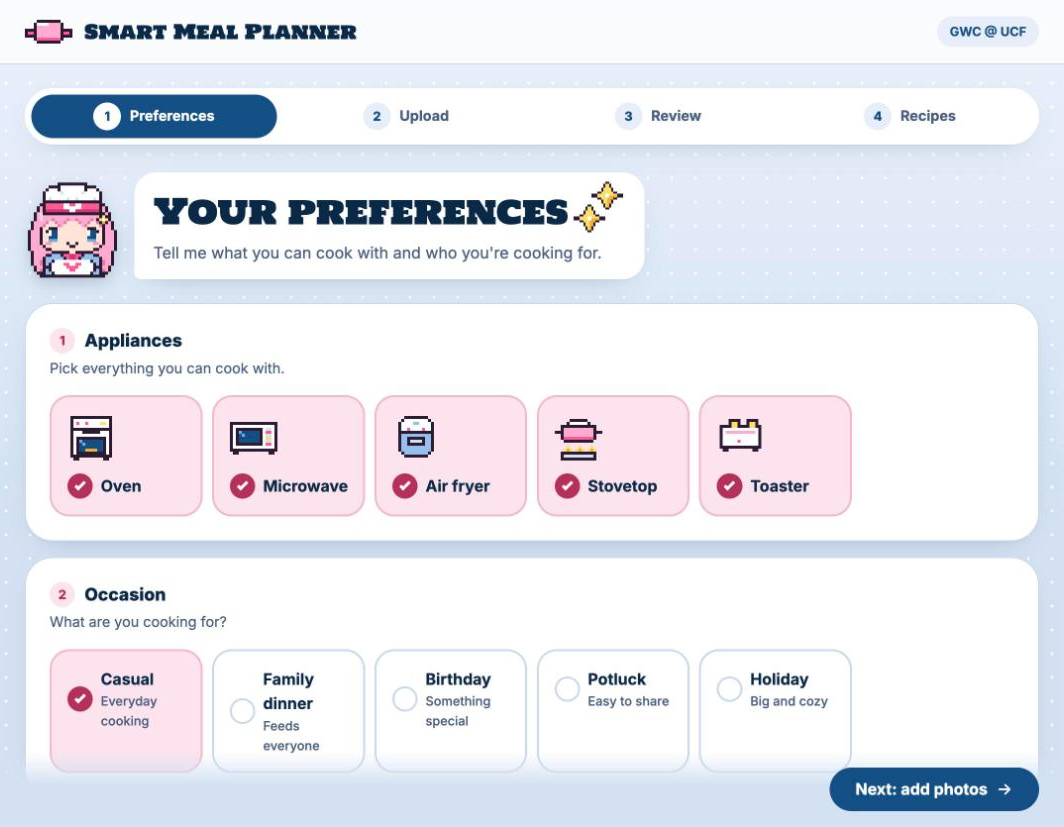 Smart Meal Planner
GWC @ UCF
1 Preferences
2 Upload
3 Review
4 Recipes
Your preferences
Tell me what you can cook with and who you're cooking for.
1 Appliances
Pick everything you can cook with.
Oven
Microwave
Air fryer
Stovetop
Toaster
2 Occasion
What are you cooking for?
Casual
Everyday
cooking
Family
dinner
Feeds
everyone
Birthday
Something
special
Potluck
Easy to share
Holiday
Big and cozy
Next: add photos →